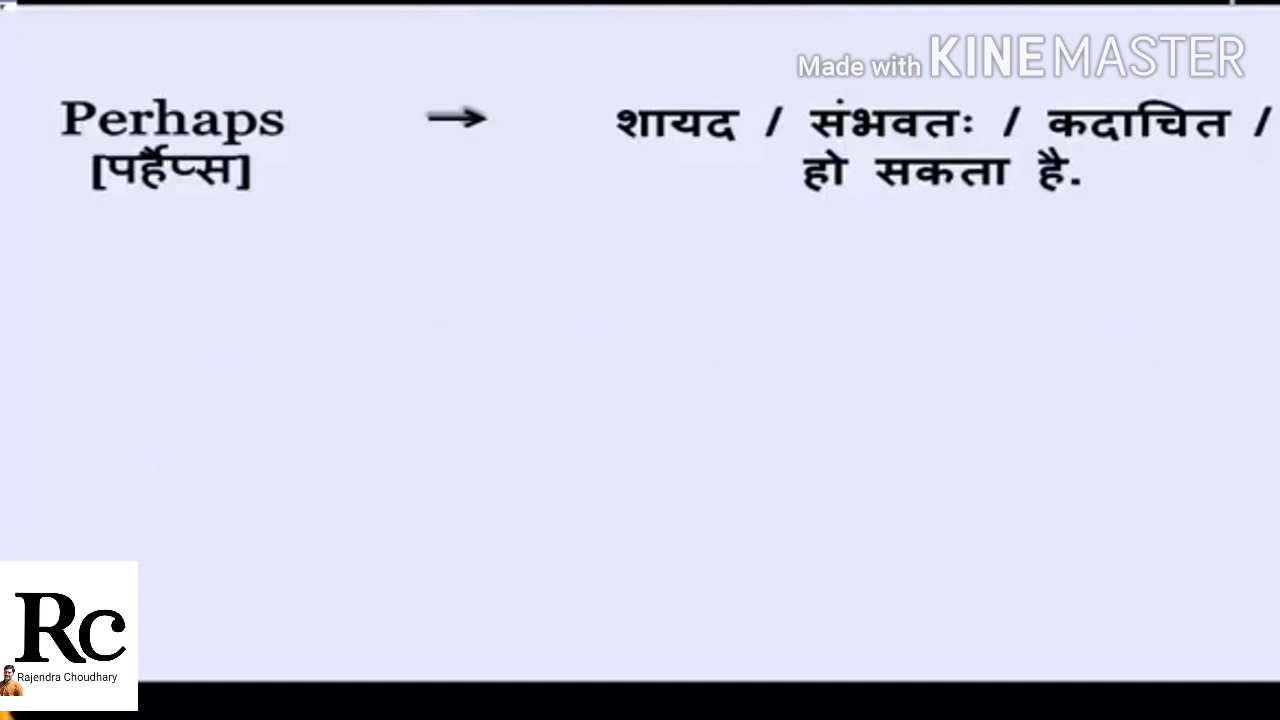 Made with KINEMASTER
Perhaps → शायद / संभवतः / कदाचित /
[पर्हैप्स] हो सकता है.
Rc
Rajendra Choudhary